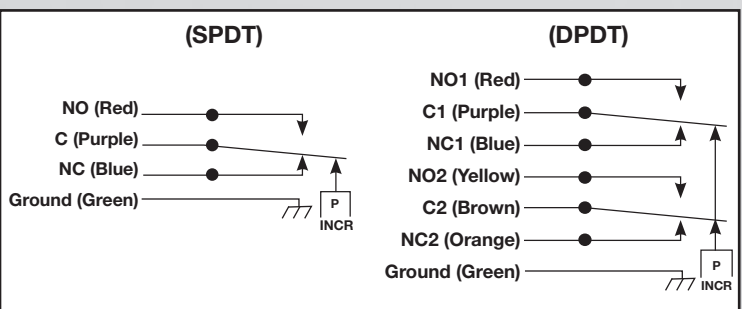 (SPDT)
NO (Red)
C (Purple)
NC (Blue)
Ground (Green)
P
INCR
(DPDT)
NO1 (Red)
C1 (Purple)
NC1 (Blue)
NO2 (Yellow)
C2 (Brown)
NC2 (Orange)
Ground (Green)
P
INCR